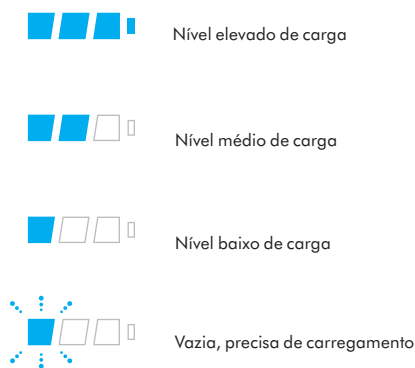 Nível elevado de carga
Nível médio de carga
Nível baixo de carga
Vazia, precisa de carregamento